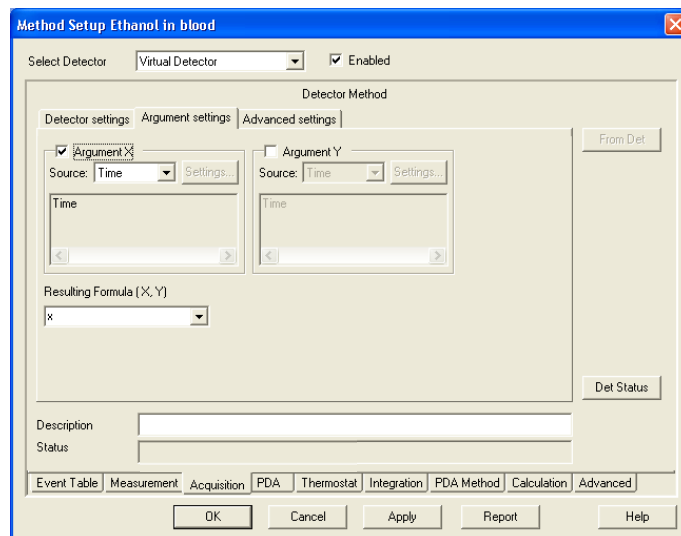 Method Setup Ethanol in blood
Select Detector Virtual Detector Enabled
Detector Method
Detector settings Argument settings Advanced settings
From Det
Argument X Argument Y
Source: Time Settings... Source: Time Settings...
Time Time
Resulting Formula (X, Y)
x
Det Status
Description
Status
Event Table Measurement Acquisition PDA Thermostat Integration PDA Method Calculation Advanced
OK Cancel Apply Report Help